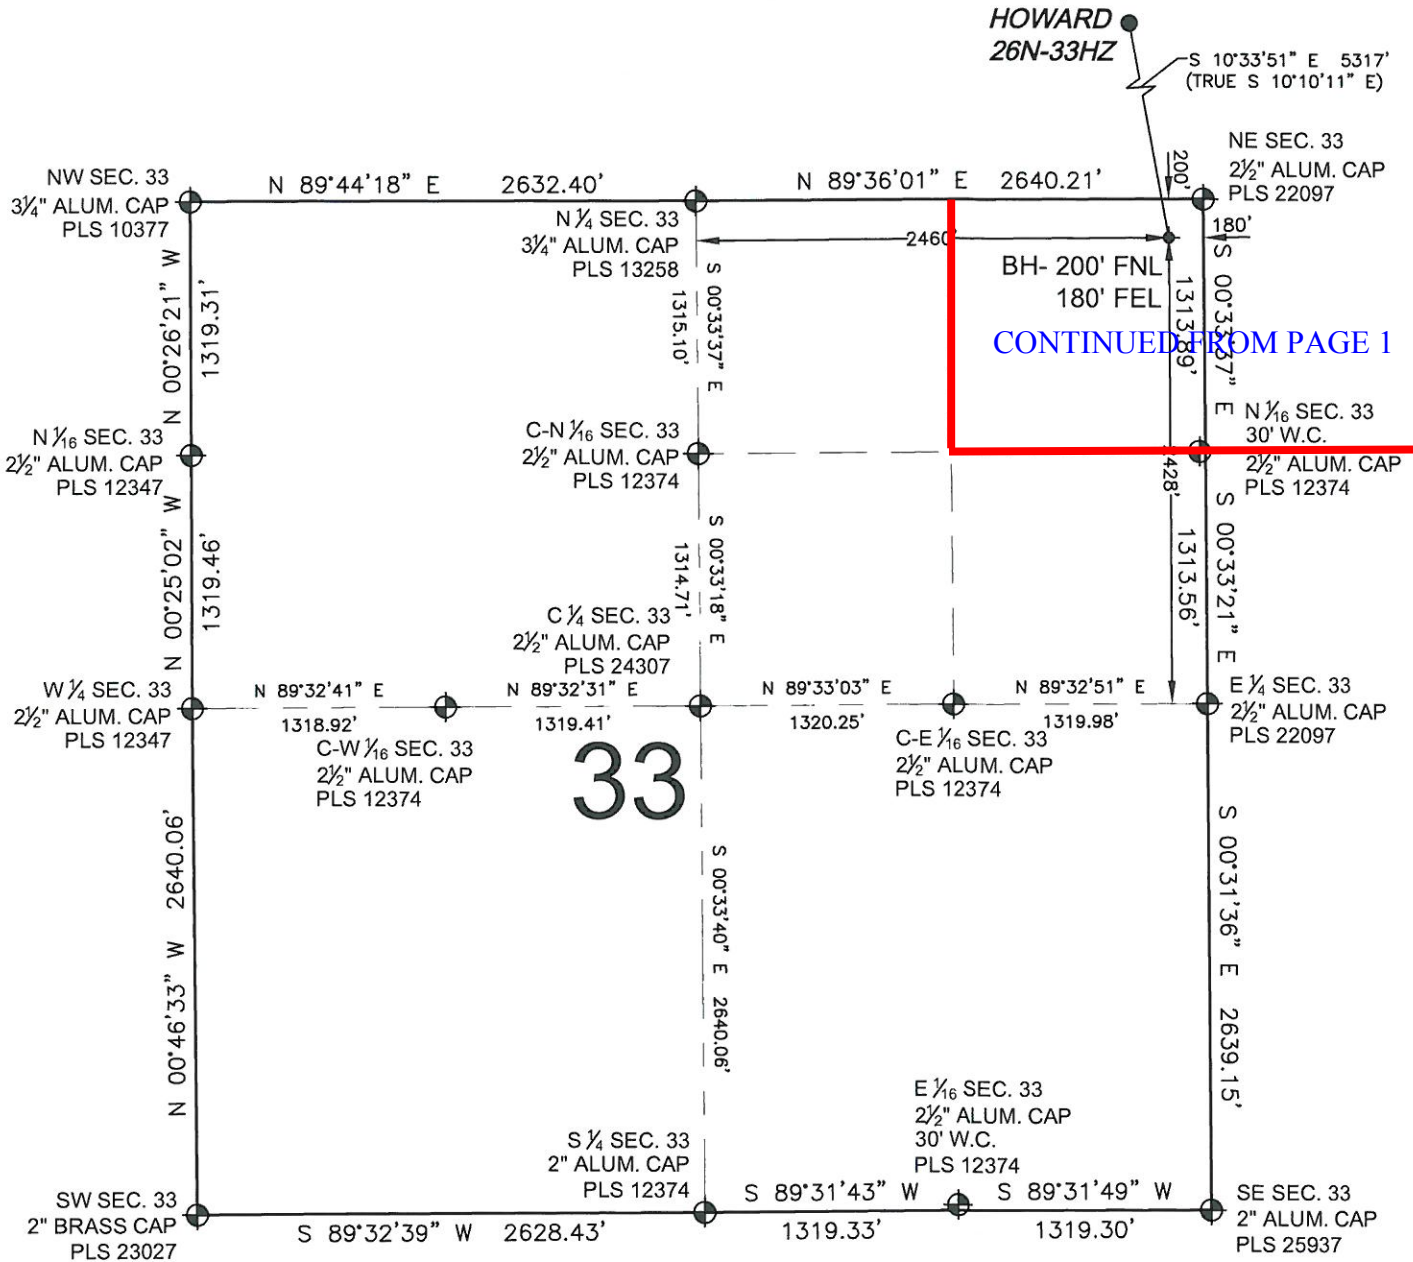 HOWARD
26N-33HZ
S 10°33'51" E 5317'
(TRUE S 10°10'11" E)
NW SEC. 33
3¼" ALUM. CAP
PLS 10377
N 89°44'18" E 2632.40'
N ¼ SEC. 33
3¼" ALUM. CAP
PLS 13258
N 89°36'01" E 2640.21'
200'
NE SEC. 33
2½" ALUM. CAP
PLS 22097
180'
2460'
BH- 200' FNL
180' FEL
CONTINUED FROM PAGE 1
N 00°26'21" W
1319.31'
S 00°33'37" E
1315.10'
1313.89'
S 00°33'37" E
N 1/16 SEC. 33
2½" ALUM. CAP
PLS 12347
C-N 1/16 SEC. 33
2½" ALUM. CAP
PLS 12374
N 1/16 SEC. 33
30' W.C.
2½" ALUM. CAP
PLS 12374
428'
N 00°25'02" W
1319.46'
S 00°33'18" E
1314.71'
1313.56'
S 00°33'21" E
C ¼ SEC. 33
2½" ALUM. CAP
PLS 24307
W ¼ SEC. 33
2½" ALUM. CAP
PLS 12347
N 89°32'41" E
1318.92'
N 89°32'31" E
1319.41'
N 89°33'03" E
1320.25'
N 89°32'51" E
1319.98'
E ¼ SEC. 33
2½" ALUM. CAP
PLS 22097
C-W 1/16 SEC. 33
2½" ALUM. CAP
PLS 12374
33
C-E 1/16 SEC. 33
2½" ALUM. CAP
PLS 12374
N 00°46'33" W 2640.06'
S 00°33'40" E 2640.06'
S 00°31'36" E 2639.15'
E 1/16 SEC. 33
2½" ALUM. CAP
30' W.C.
PLS 12374
S ¼ SEC. 33
2" ALUM. CAP
PLS 12374
SW SEC. 33
2" BRASS CAP
PLS 23027
S 89°32'39" W 2628.43'
S 89°31'43" W
1319.33'
S 89°31'49" W
1319.30'
SE SEC. 33
2" ALUM. CAP
PLS 25937